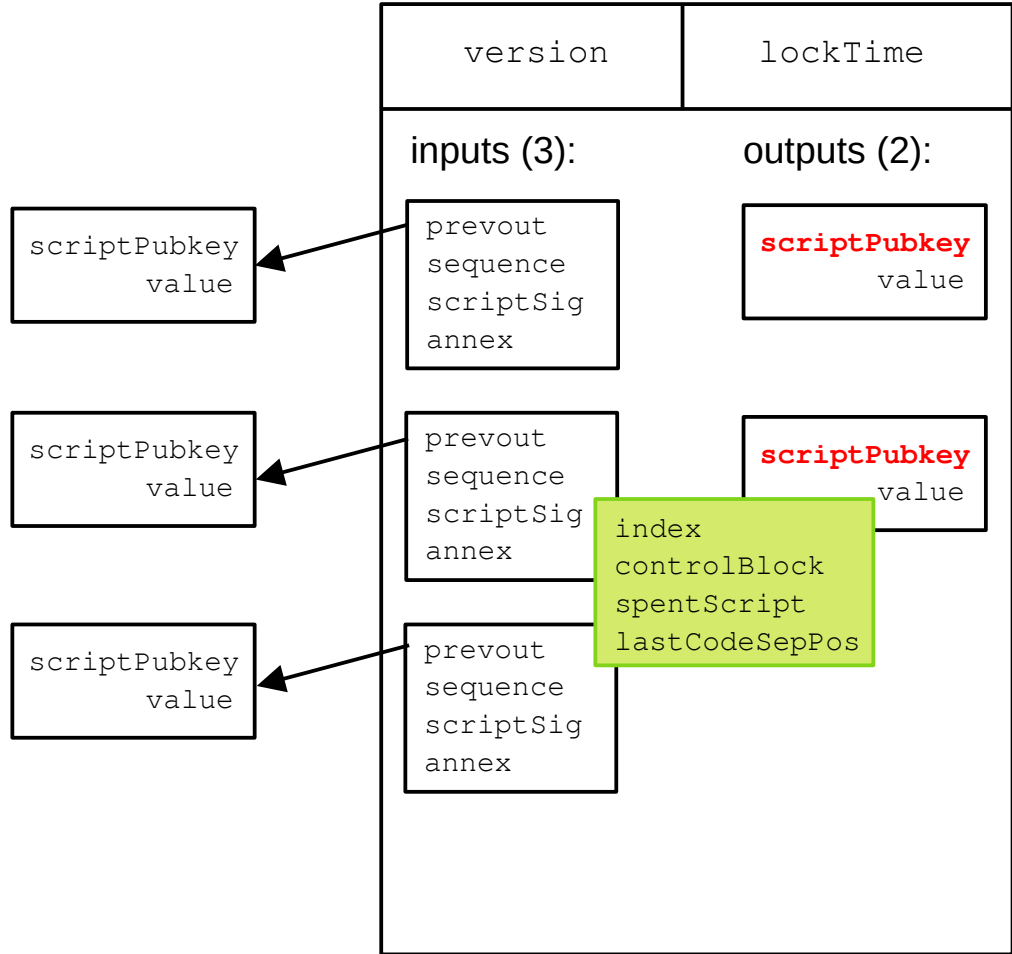 version
lockTime
inputs (3):
outputs (2):
scriptPubkey
value
prevout
sequence
scriptSig
annex
scriptPubkey
value
scriptPubkey
value
prevout
sequence
scriptSig
annex
scriptPubkey
value
index
controlBlock
spentScript
lastCodeSepPos
scriptPubkey
value
prevout
sequence
scriptSig
annex